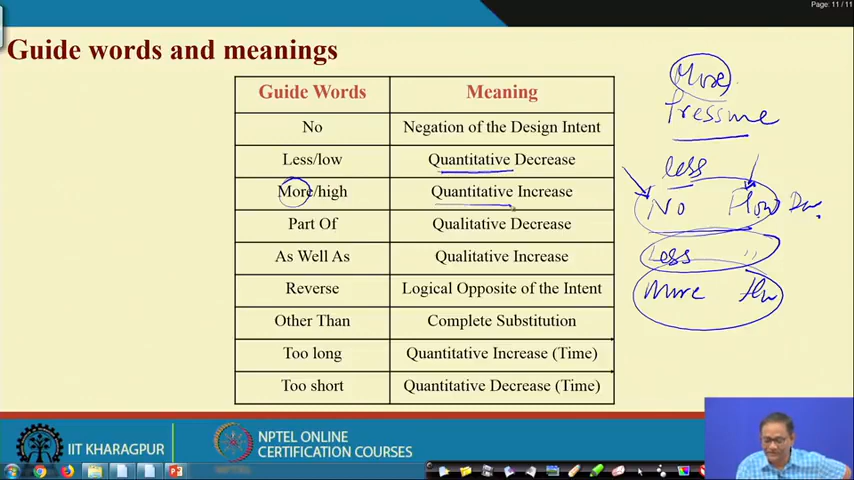 Page: 11 / 11
Guide words and meanings
Guide Words Meaning
No Negation of the Design Intent
Less/low Quantitative Decrease
More/high Quantitative Increase
Part Of Qualitative Decrease
As Well As Qualitative Increase
Reverse Logical Opposite of the Intent
Other Than Complete Substitution
Too long Quantitative Increase (Time)
Too short Quantitative Decrease (Time)
More
Pressure
less
No Flow
Less "
More
IIT KHARAGPUR
NPTEL ONLINE
CERTIFICATION COURSES
NPTEL